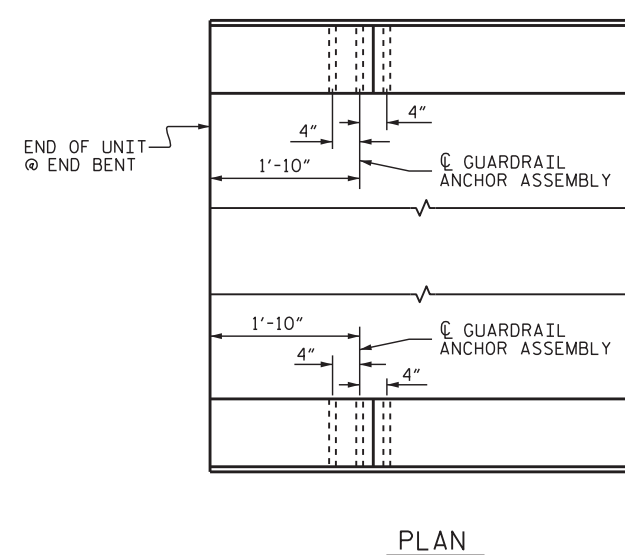 4"
4"
END OF UNIT
@ END BENT
1'-10"
℄ GUARDRAIL
ANCHOR ASSEMBLY
1'-10"
℄ GUARDRAIL
ANCHOR ASSEMBLY
4"
4"
PLAN